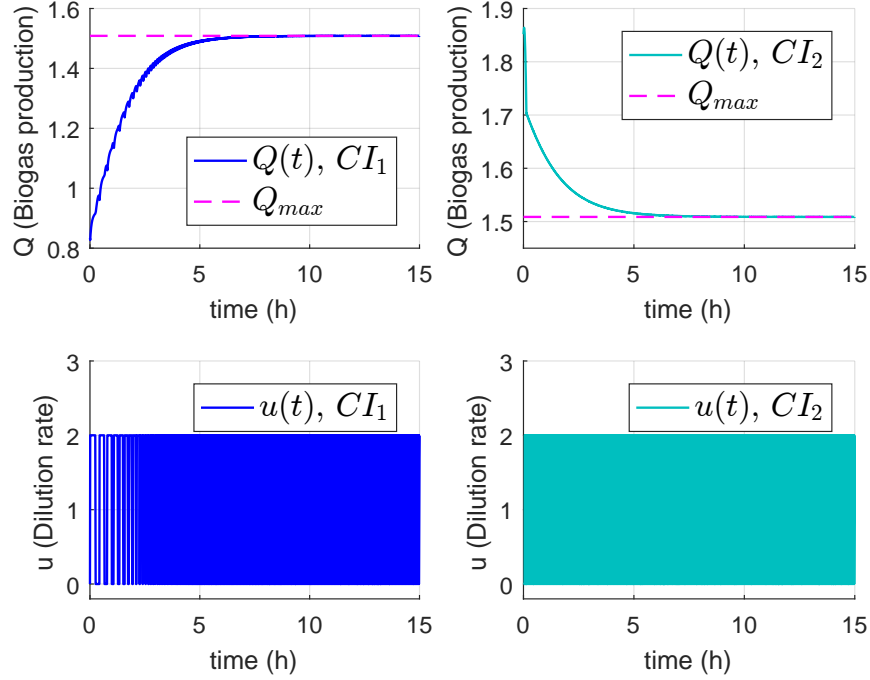 1.6
1.4
1.2
1
0.8
Q (Biogas production)
Q(t), CI₁
Qmax
0 5 10 15
time (h)
1.9
1.8
1.7
1.6
1.5
Q (Biogas production)
Q(t), CI₂
Qmax
0 5 10 15
time (h)
3
2
1
0
u (Dilution rate)
u(t), CI₁
0 5 10 15
time (h)
3
2
1
0
u (Dilution rate)
u(t), CI₂
0 5 10 15
time (h)